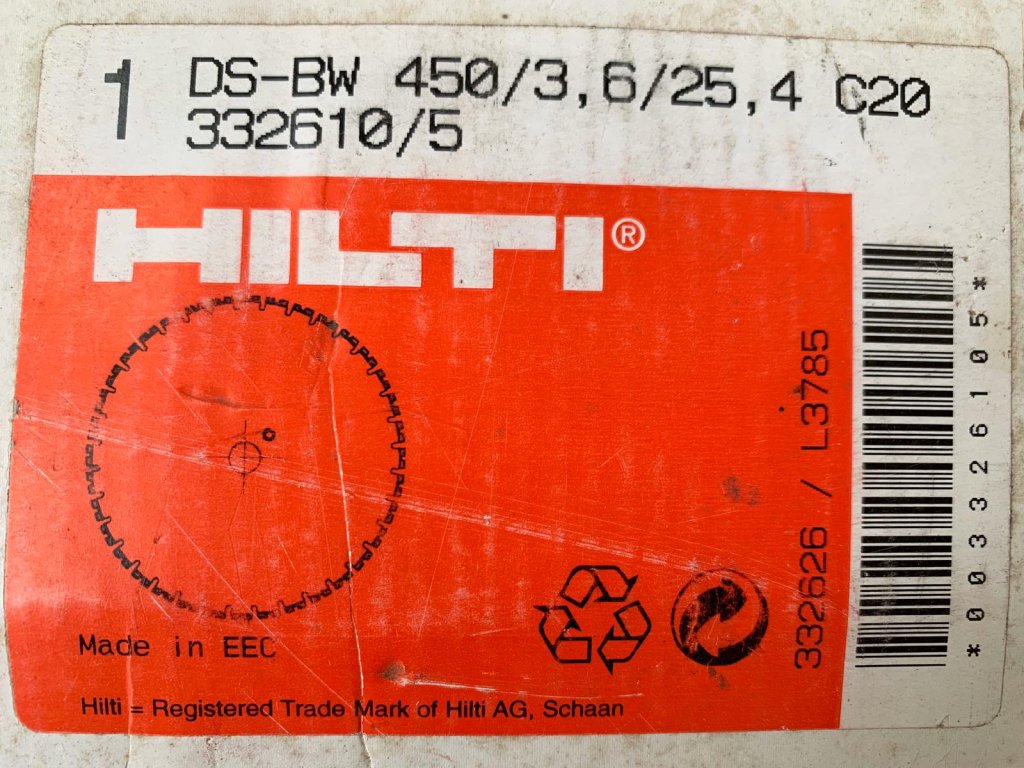 1 DS-BW 450/3,6/25,4 C20
332610/5
HILTI®
332626 / L3785
*003326105*
Made in EEC
Hilti = Registered Trade Mark of Hilti AG, Schaan